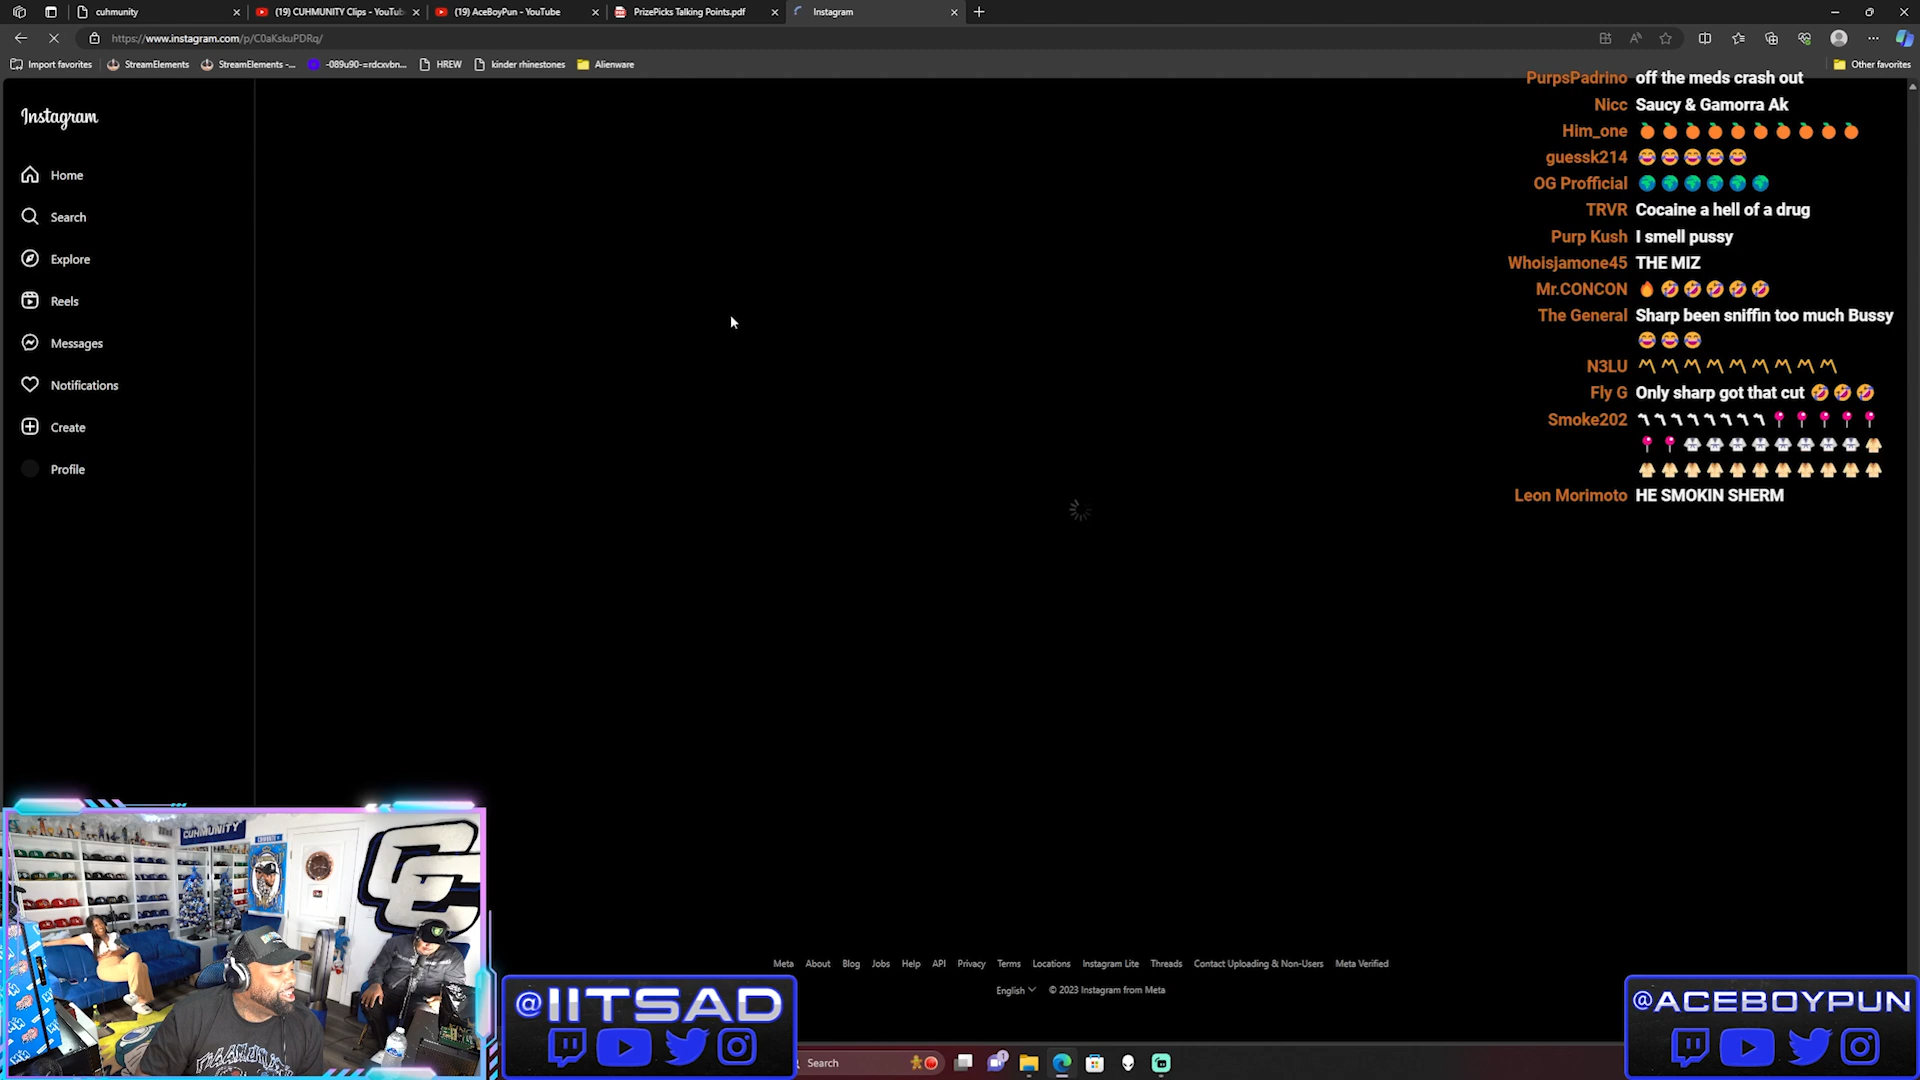 cuhmunity
(19) CUHMUNITY Clips - YouTub
(19) AceBoyPun - YouTube
PrizePicks Talking Points.pdf
Instagram
https://www.instagram.com/p/C0aKskuPDRq/
Import favorites
StreamElements
StreamElements -...
-089u90-=rdcxvbn...
HREW
kinder rhinestones
Alienware
Other favorites
Instagram
Home
Search
Explore
Reels
Messages
Notifications
Create
Profile
PurpsPadrino off the meds crash out
Nicc Saucy & Gamorra Ak
Him_one 🍊🍊🍊🍊🍊🍊🍊🍊🍊🍊
guessk214 😂😂😂😂😂
OG Profficial 🌍🌍🌍🌍🌍🌍
TRVR Cocaine a hell of a drug
Purp Kush I smell pussy
Whoisjamone45 THE MIZ
Mr.CONCON 🔥🤣🤣🤣🤣🤣
The General Sharp been sniffin too much Bussy
😂😂😂
N3LU
Fly G Only sharp got that cut 🤣🤣🤣
Smoke202
Leon Morimoto HE SMOKIN SHERM
Meta About Blog Jobs Help API Privacy Terms Locations Instagram Lite Threads Contact Uploading & Non-Users Meta Verified
English © 2023 Instagram from Meta
CUHMUNITY
CC
@IITSAD
Search
@ACEBOYPUN